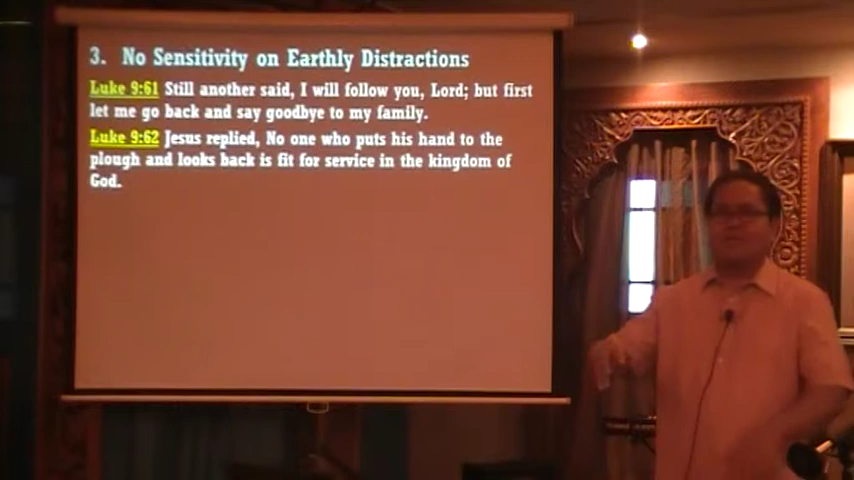 3. No Sensitivity on Earthly Distractions
Luke 9:61 Still another said, I will follow you, Lord; but first
let me go back and say goodbye to my family.
Luke 9:62 Jesus replied, No one who puts his hand to the
plough and looks back is fit for service in the kingdom of
God.